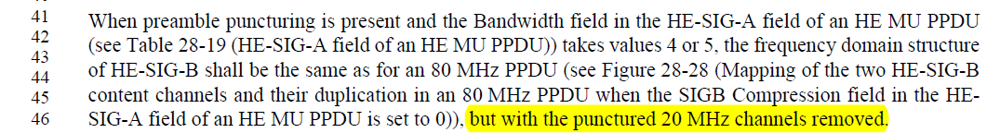 41 When preamble puncturing is present and the Bandwidth field in the HE-SIG-A field of an HE MU PPDU
42 (see Table 28-19 (HE-SIG-A field of an HE MU PPDU)) takes values 4 or 5, the frequency domain structure
43 of HE-SIG-B shall be the same as for an 80 MHz PPDU (see Figure 28-28 (Mapping of the two HE-SIG-B
44 content channels and their duplication in an 80 MHz PPDU when the SIGB Compression field in the HE-
45
46 SIG-A field of an HE MU PPDU is set to 0)), but with the punctured 20 MHz channels removed.